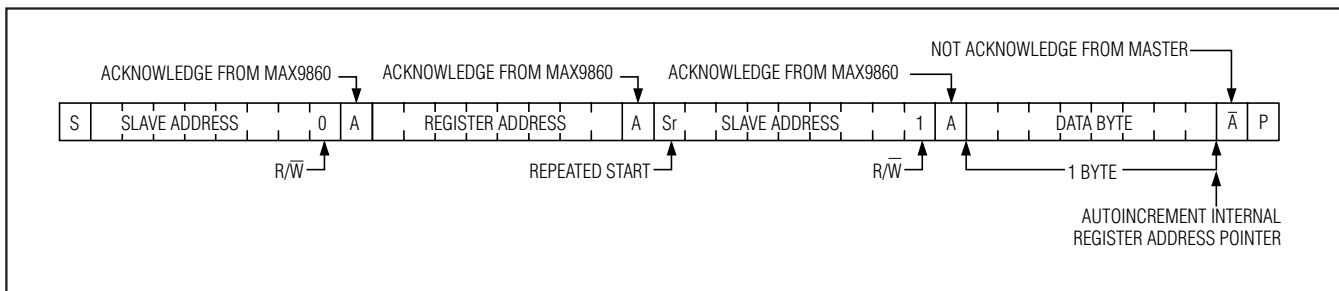 NOT ACKNOWLEDGE FROM MASTER
ACKNOWLEDGE FROM MAX9860 ACKNOWLEDGE FROM MAX9860 ACKNOWLEDGE FROM MAX9860
S SLAVE ADDRESS 0 A REGISTER ADDRESS A Sr SLAVE ADDRESS 1 A DATA BYTE A̅ P
R/W̅ REPEATED START R/W̅ 1 BYTE
AUTOINCREMENT INTERNAL
REGISTER ADDRESS POINTER